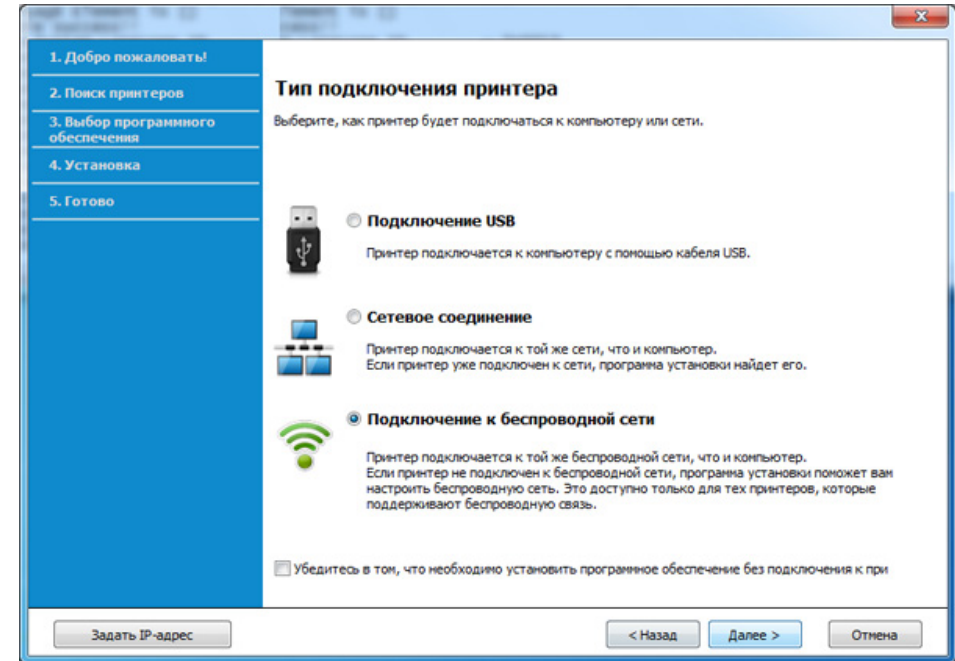 1. Добро пожаловать!
2. Поиск принтеров
3. Выбор программного
обеспечения
4. Установка
5. Готово
Тип подключения принтера
Выберите, как принтер будет подключаться к компьютеру или сети.
Подключение USB
Принтер подключается к компьютеру с помощью кабеля USB.
Сетевое соединение
Принтер подключается к той же сети, что и компьютер.
Если принтер уже подключен к сети, программа установки найдет его.
Подключение к беспроводной сети
Принтер подключается к той же беспроводной сети, что и компьютер.
Если принтер не подключен к беспроводной сети, программа установки поможет вам
настроить беспроводную сеть. Это доступно только для тех принтеров, которые
поддерживают беспроводную связь.
Убедитесь в том, что необходимо установить программное обеспечение без подключения к при
Задать IP-адрес
< Назад
Далее >
Отмена